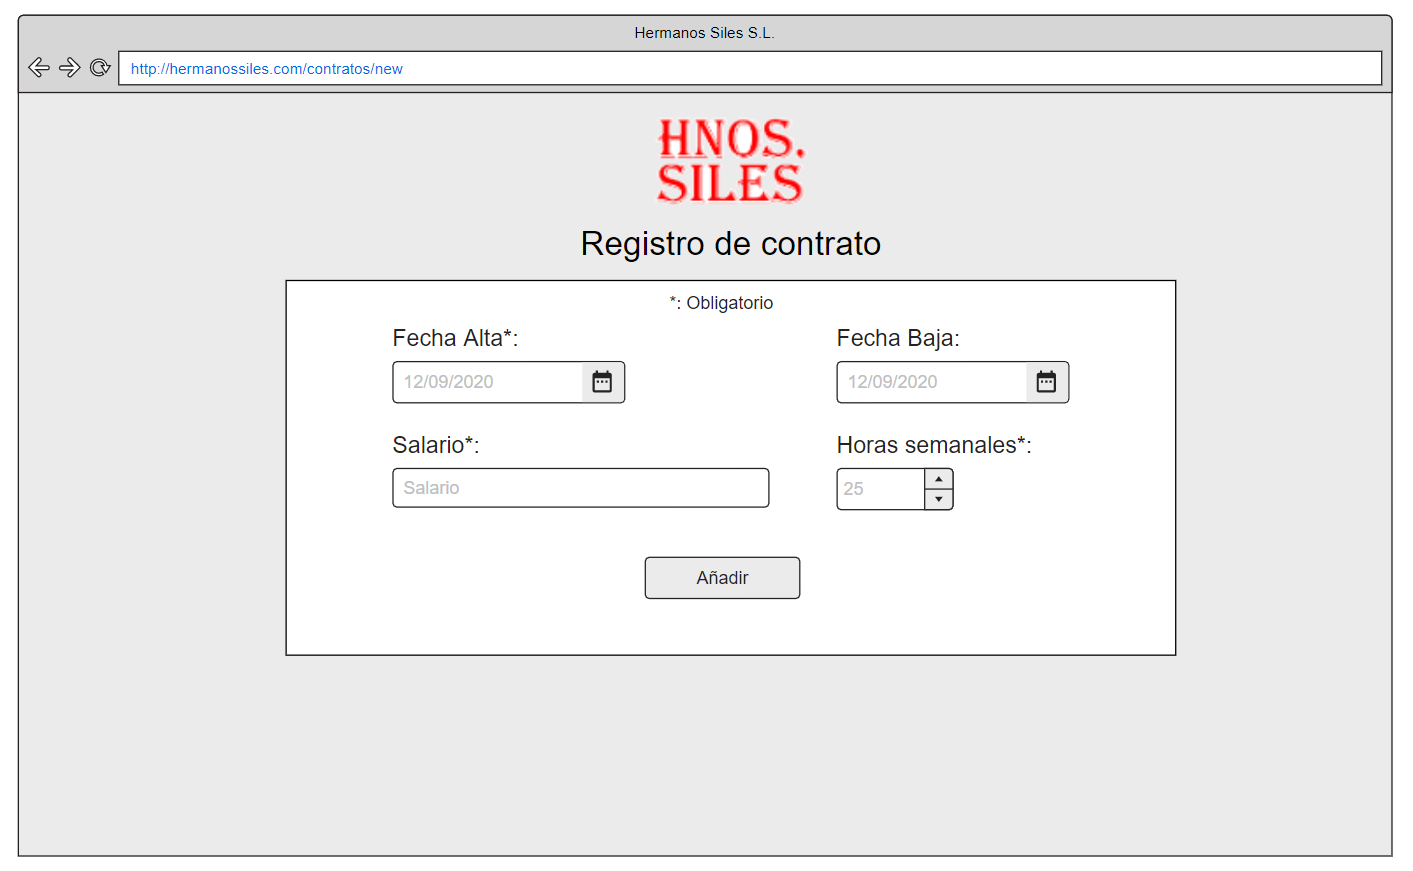 Hermanos Siles S.L.
http://hermanossiles.com/contratos/new
HNOS.
SILES
Registro de contrato
*: Obligatorio
Fecha Alta*:
Fecha Baja:
12/09/2020
12/09/2020
Salario*:
Horas semanales*:
Salario
25
Añadir